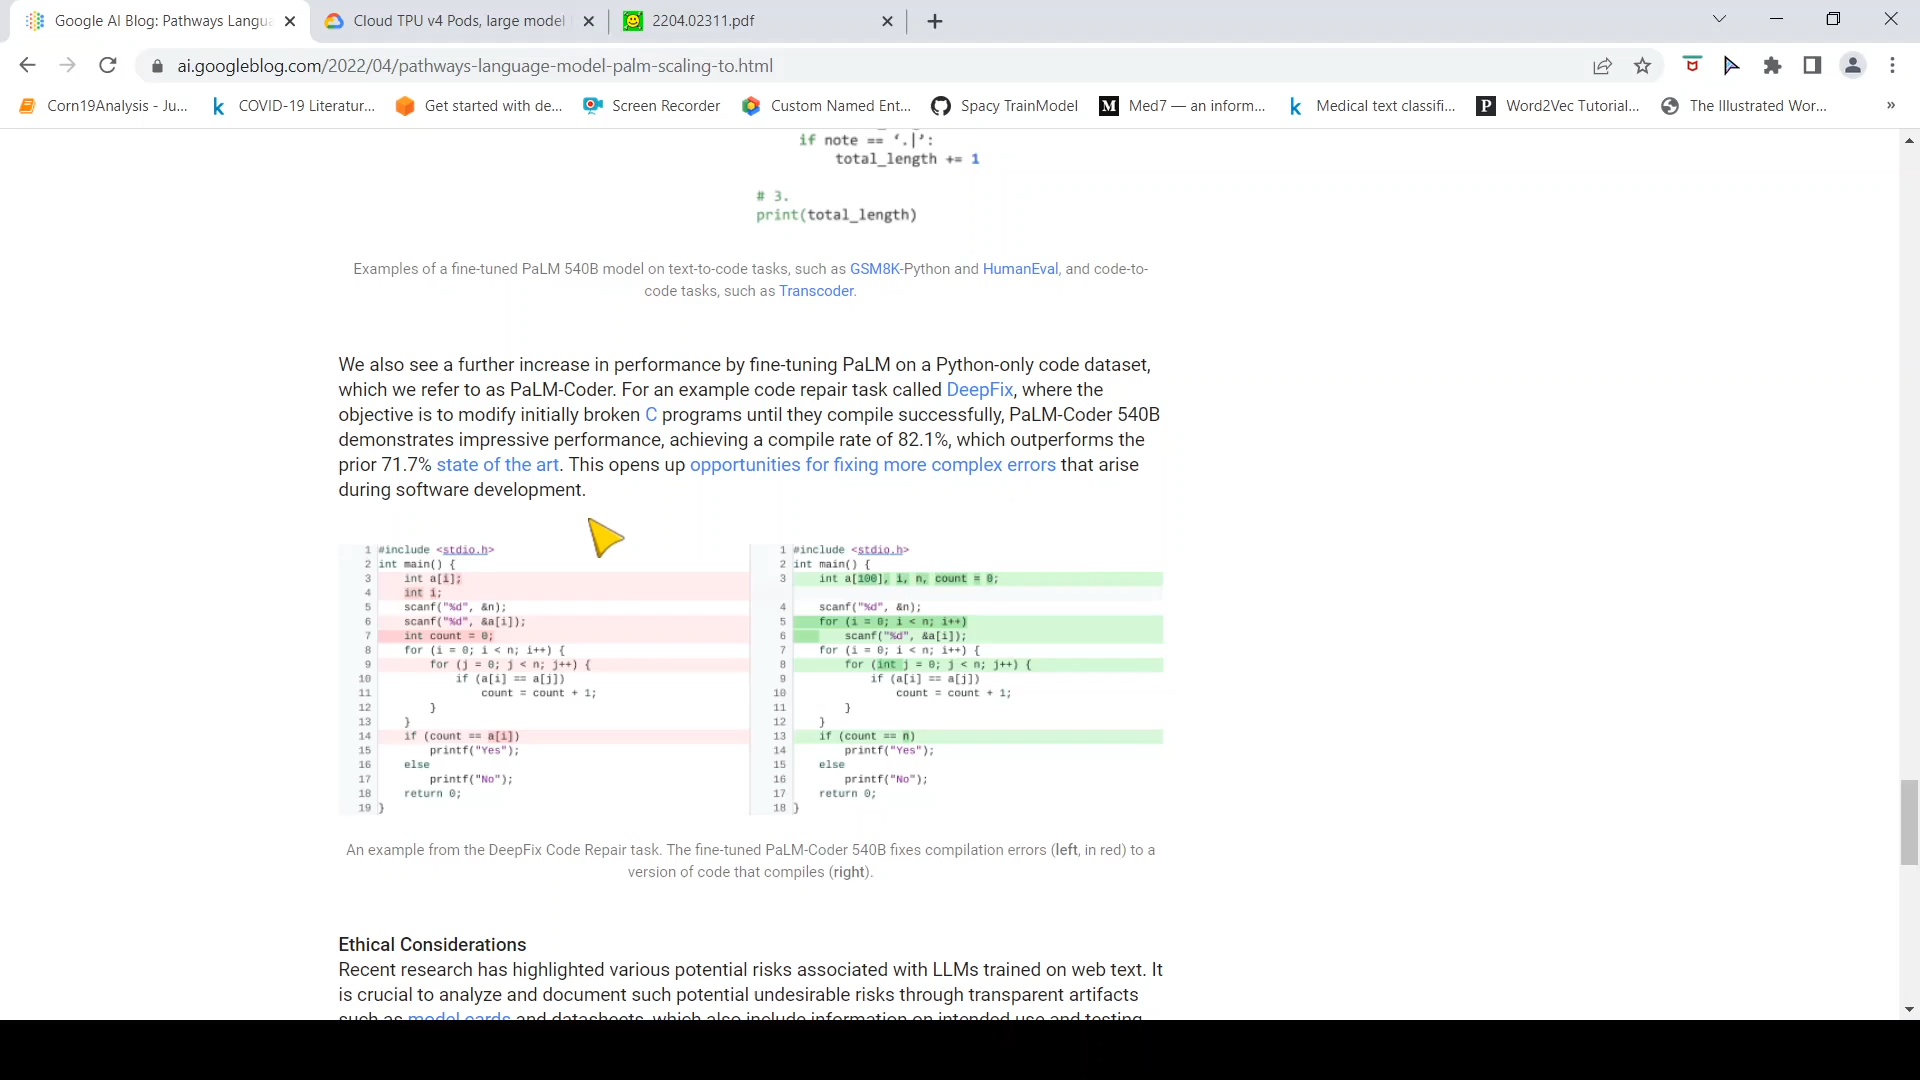 Google AI Blog: Pathways Langua
Cloud TPU v4 Pods, large model
2204.02311.pdf
ai.googleblog.com/2022/04/pathways-language-model-palm-scaling-to.html
Corn19Analysis - Ju...
COVID-19 Literatur...
Get started with de...
Screen Recorder
Custom Named Ent...
Spacy TrainModel
Med7 — an inform...
Medical text classifi...
Word2Vec Tutorial...
The Illustrated Wor...
»
if note == ‘.|’:
total_length += 1
# 3.
print(total_length)
Examples of a fine-tuned PaLM 540B model on text-to-code tasks, such as GSM8K-Python and HumanEval, and code-to-
code tasks, such as Transcoder.
We also see a further increase in performance by fine-tuning PaLM on a Python-only code dataset,
which we refer to as PaLM-Coder. For an example code repair task called DeepFix, where the
objective is to modify initially broken C programs until they compile successfully, PaLM-Coder 540B
demonstrates impressive performance, achieving a compile rate of 82.1%, which outperforms the
prior 71.7% state of the art. This opens up opportunities for fixing more complex errors that arise
during software development.
1 #include <stdio.h>
2 int main() {
3 int a[i];
4 int i;
5 scanf("%d", &n);
6 scanf("%d", &a[i]);
7 int count = 0;
8 for (i = 0; i < n; i++) {
9 for (j = 0; j < n; j++) {
10 if (a[i] == a[j])
11 count = count + 1;
12 }
13 }
14 if (count == a[i])
15 printf("Yes");
16 else
17 printf("No");
18 return 0;
19 }
1 #include <stdio.h>
2 int main() {
3 int a[100], i, n, count = 0;
4 scanf("%d", &n);
5 for (i = 0; i < n; i++)
6 scanf("%d", &a[i]);
7 for (i = 0; i < n; i++) {
8 for (int j = 0; j < n; j++) {
9 if (a[i] == a[j])
10 count = count + 1;
11 }
12 }
13 if (count == n)
14 printf("Yes");
15 else
16 printf("No");
17 return 0;
18 }
An example from the DeepFix Code Repair task. The fine-tuned PaLM-Coder 540B fixes compilation errors (left, in red) to a
version of code that compiles (right).
Ethical Considerations
Recent research has highlighted various potential risks associated with LLMs trained on web text. It
is crucial to analyze and document such potential undesirable risks through transparent artifacts
such as model cards and datasheets, which also include information on intended use and testing